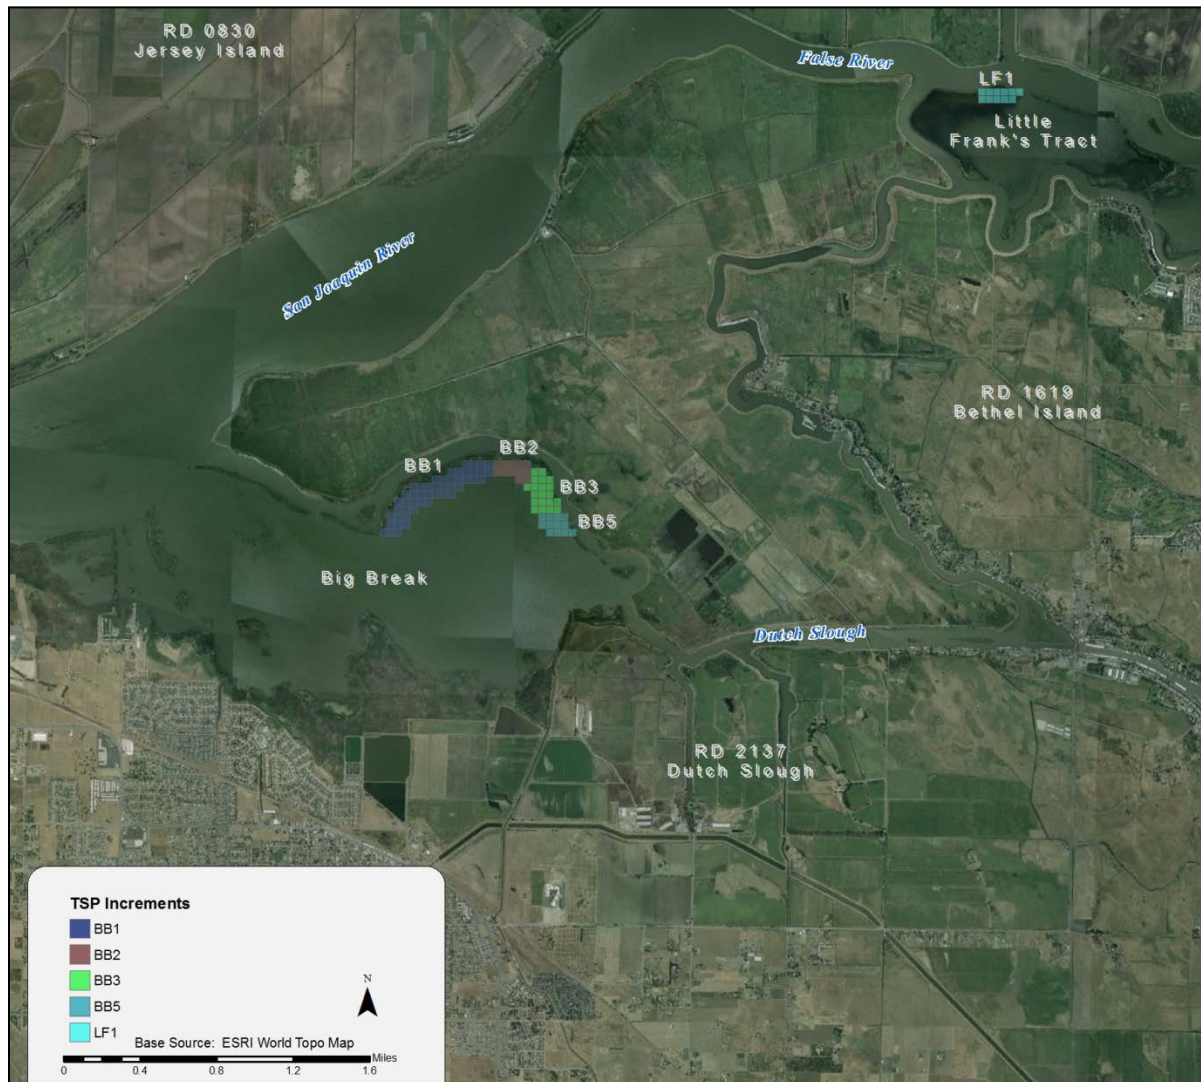 RD 0830
Jersey Island
False River
LF1
Little
Frank's Tract
San Joaquin River
RD 1619
Bethel Island
BB1
BB2
BB3
BB5
Big Break
Dutch Slough
RD 2137
Dutch Slough
TSP Increments
BB1
BB2
BB3
BB5
LF1
N
Base Source: ESRI World Topo Map
Miles
0 0.4 0.8 1.2 1.6